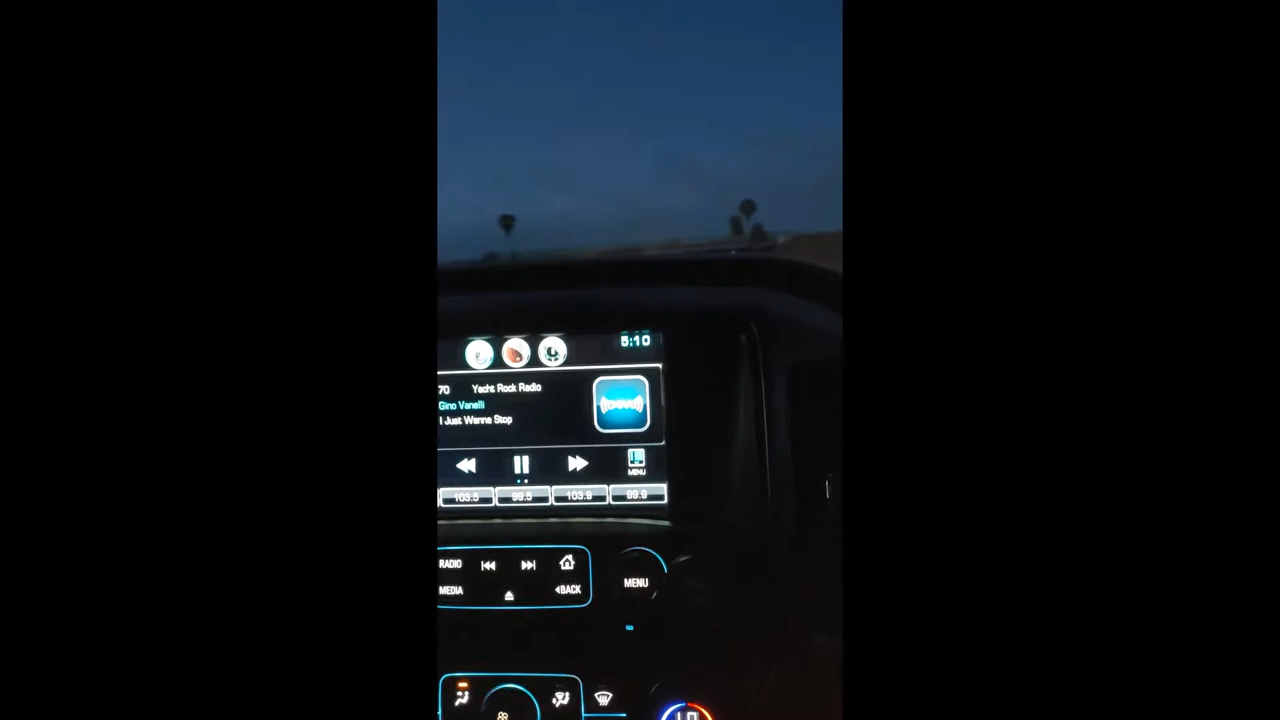 5:10
70 Yacht Rock Radio
Gino Vanelli
I Just Wanna Stop
MENU
103.5 99.5 103.9 99.9
RADIO
MENU
MEDIA BACK
LO